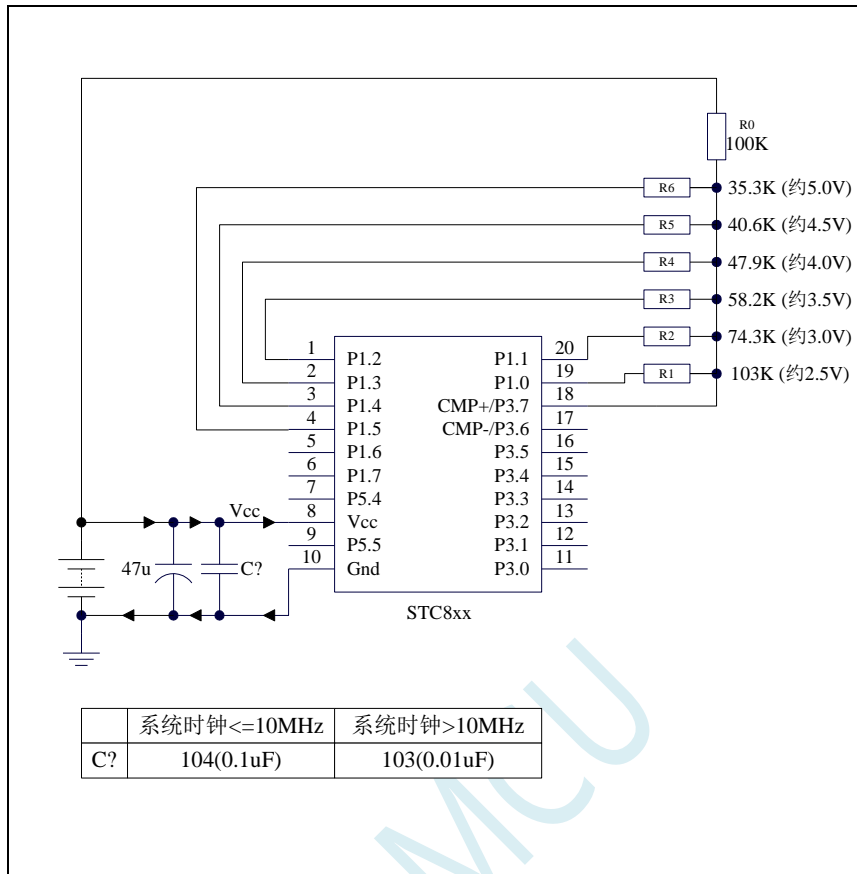 R0
100K
R6 35.3K (约5.0V)
R5 40.6K (约4.5V)
R4 47.9K (约4.0V)
R3 58.2K (约3.5V)
R2 74.3K (约3.0V)
R1 103K (约2.5V)
1 P1.2 P1.1 20
2 P1.3 P1.0 19
3 P1.4 CMP+/P3.7 18
4 P1.5 CMP-/P3.6 17
5 P1.6 P3.5 16
6 P1.7 P3.4 15
7 P5.4 P3.3 14
Vcc 8 Vcc P3.2 13
9 P5.5 P3.1 12
10 Gnd P3.0 11
47u C?
STC8xx
系统时钟<=10MHz 系统时钟>10MHz
C? 104(0.1uF) 103(0.01uF)
MCU